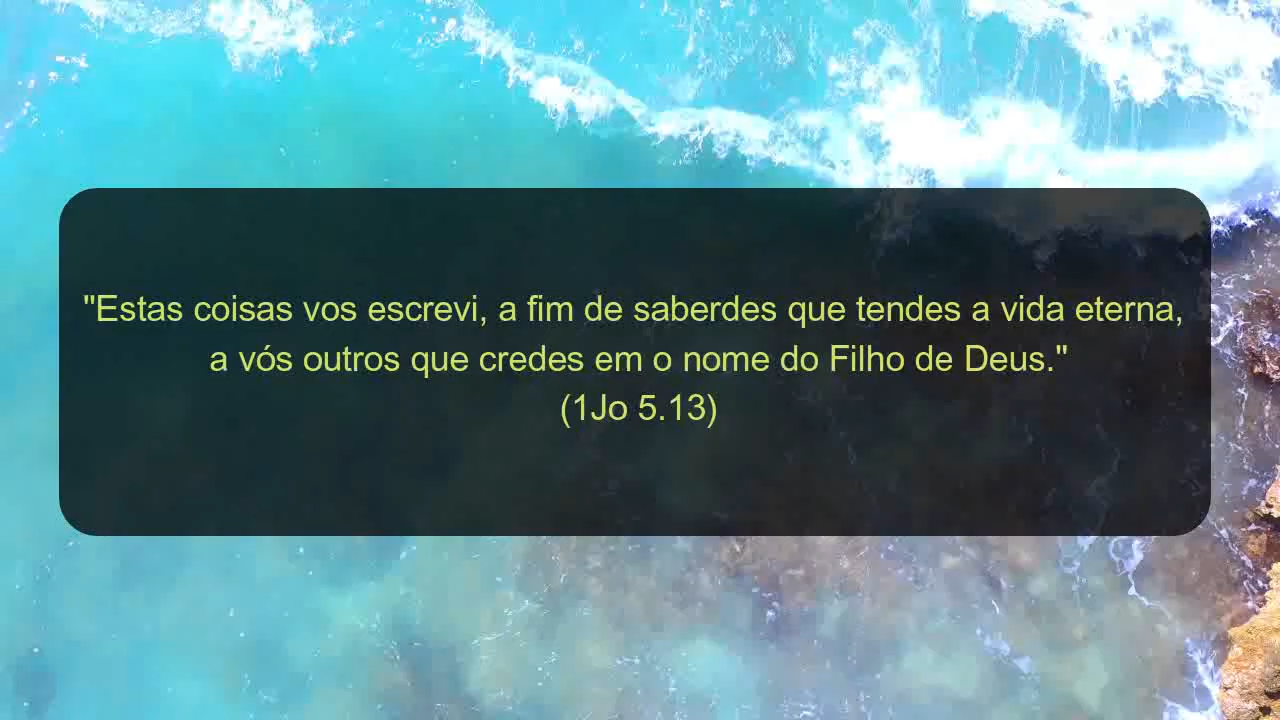 "Estas coisas vos escrevi, a fim de saberdes que tendes a vida eterna,
a vós outros que credes em o nome do Filho de Deus."
(1Jo 5.13)